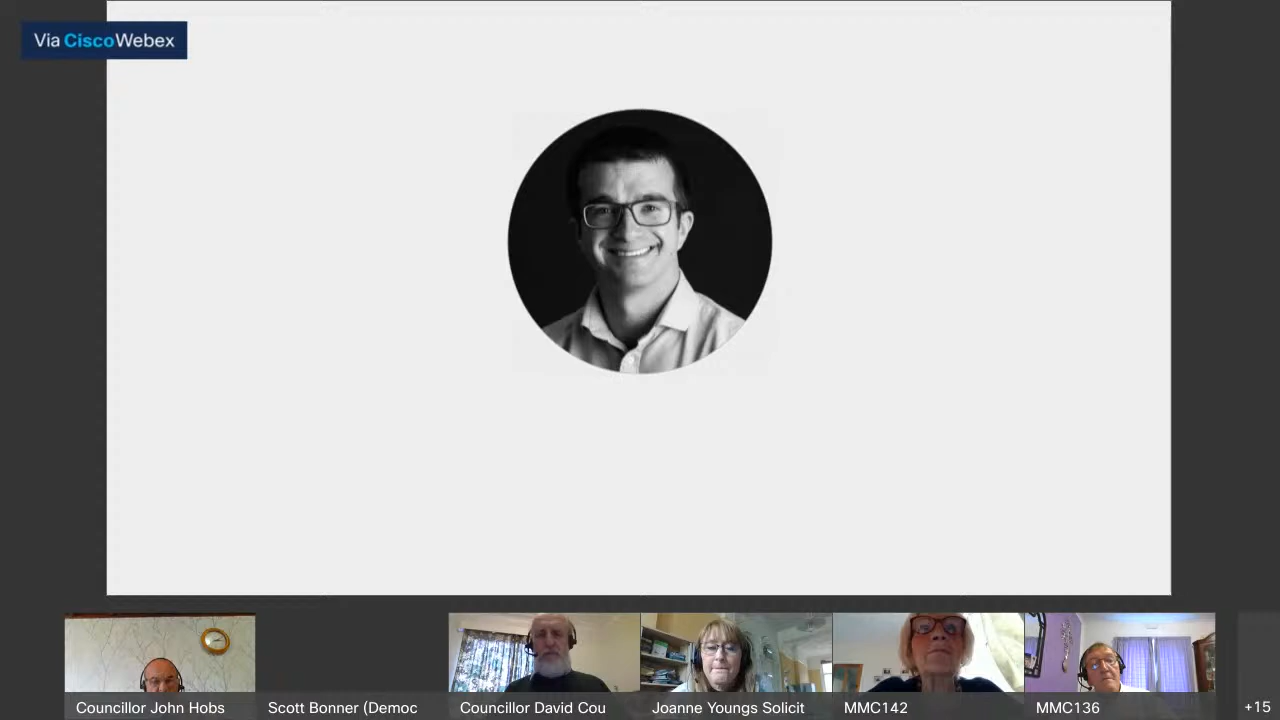 Via CiscoWebex
Councillor John Hobs
Scott Bonner (Democ
Councillor David Cou
Joanne Youngs Solicit
MMC142
MMC136
+15